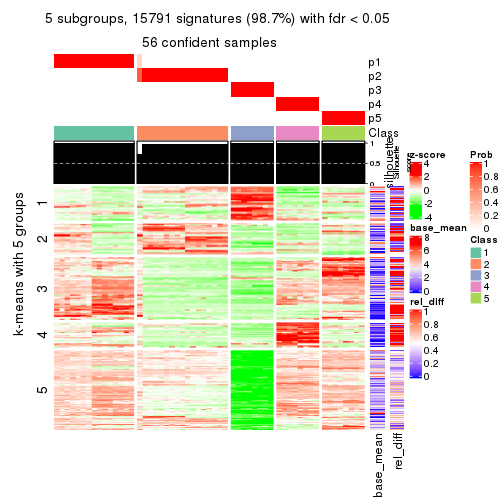 5 subgroups, 15791 signatures (98.7%) with fdr < 0.05
56 confident samples
p1
p2
p3
p4
p5
Class
1
0.5
0
silhouette
Silhouette
score
k-means with 5 groups
1
2
3
4
5
base_mean
rel_diff
z-score
4
2
0
-2
-4
base_mean
8
6
4
2
0
rel_diff
1
0.8
0.6
0.4
0.2
0
Prob
1
0.8
0.6
0.4
0.2
0
Class
1
2
3
4
5